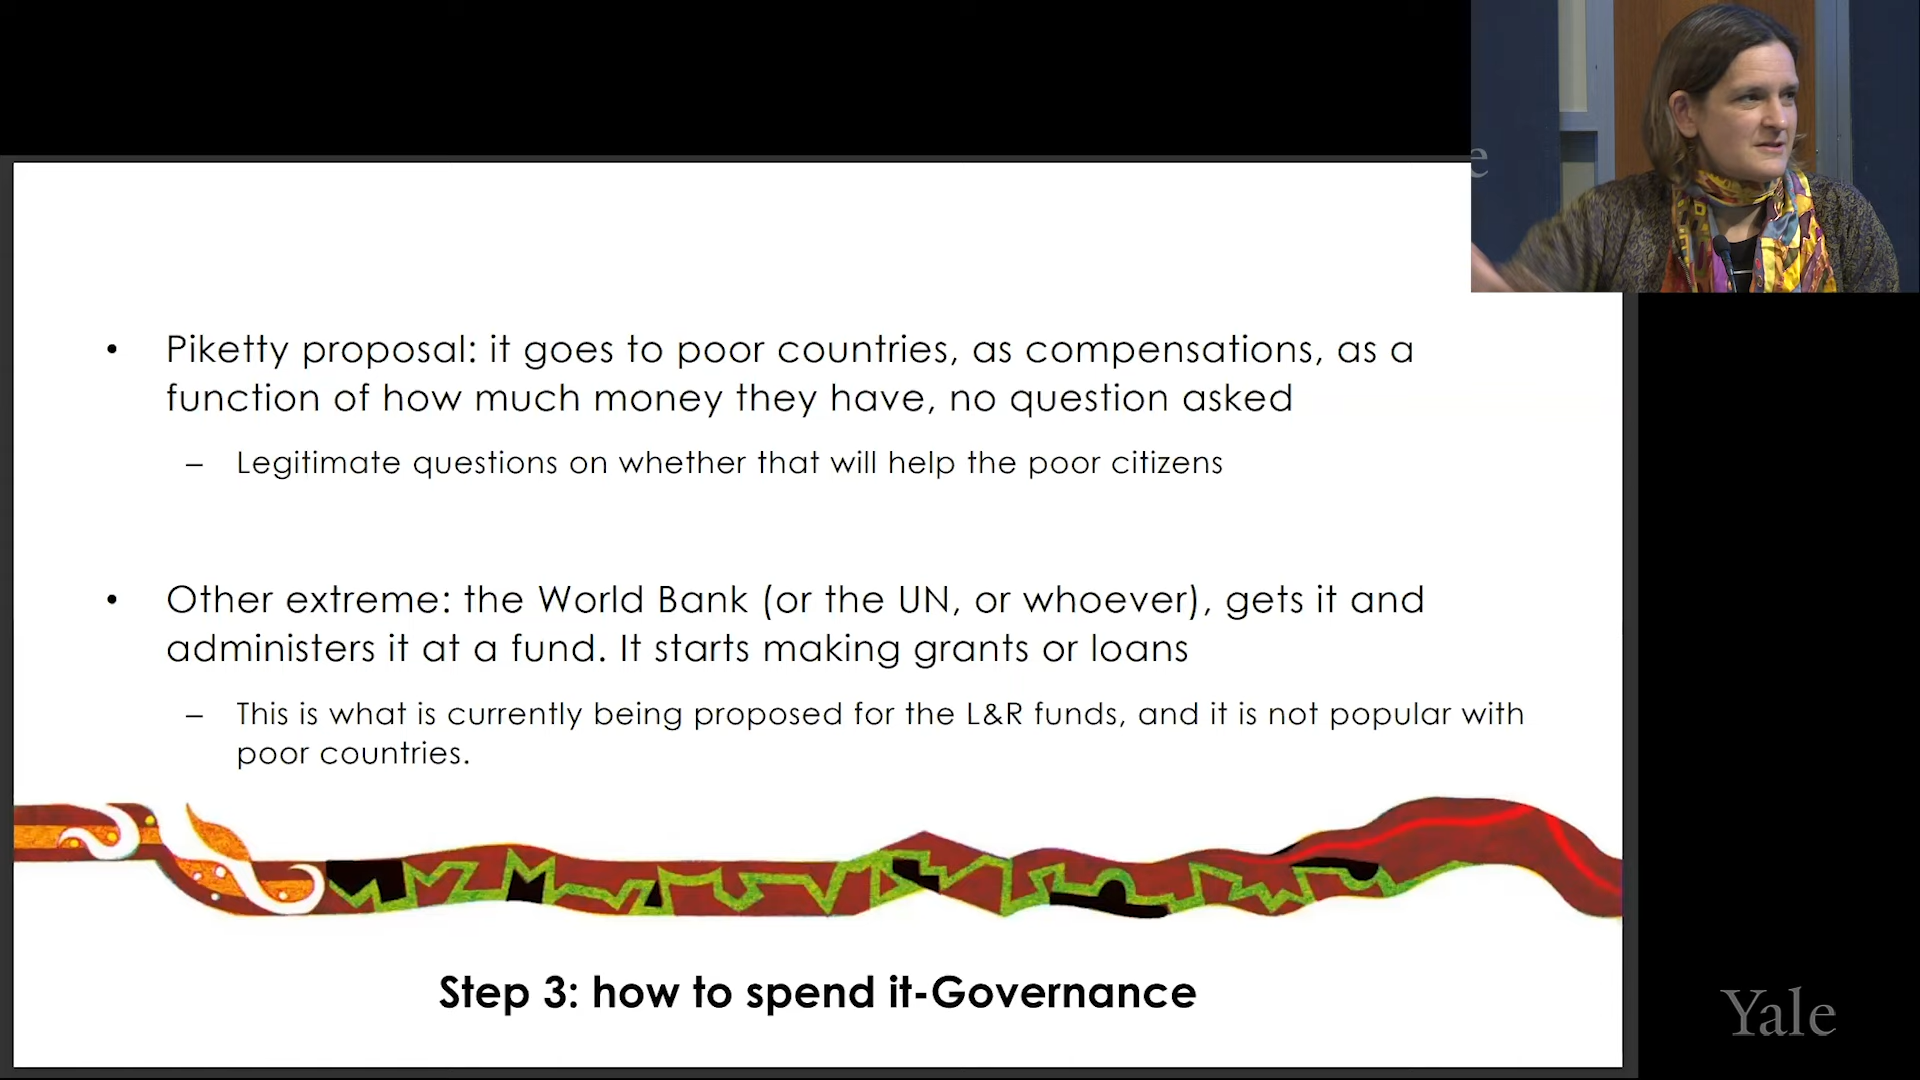 • Piketty proposal: it goes to poor countries, as compensations, as a
function of how much money they have, no question asked
– Legitimate questions on whether that will help the poor citizens
• Other extreme: the World Bank (or the UN, or whoever), gets it and
administers it at a fund. It starts making grants or loans
– This is what is currently being proposed for the L&R funds, and it is not popular with
poor countries.
Step 3: how to spend it-Governance
e
Yale